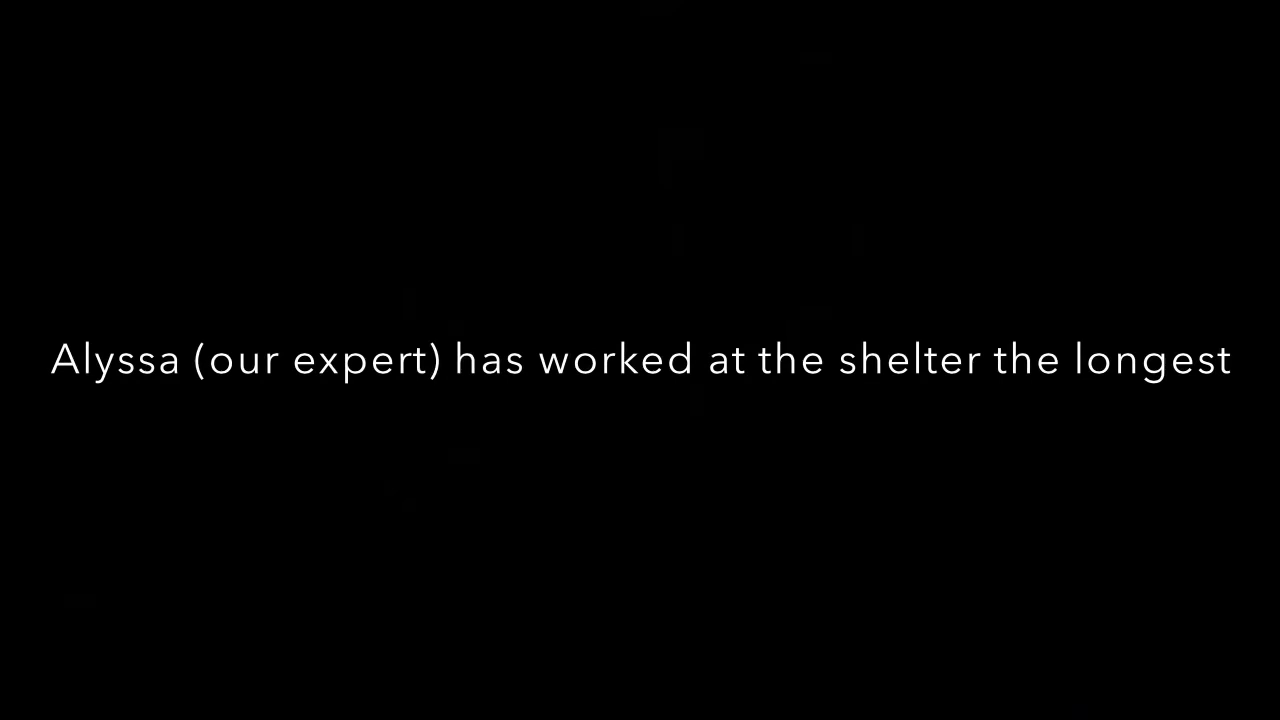 Alyssa (our expert) has worked at the shelter the longest